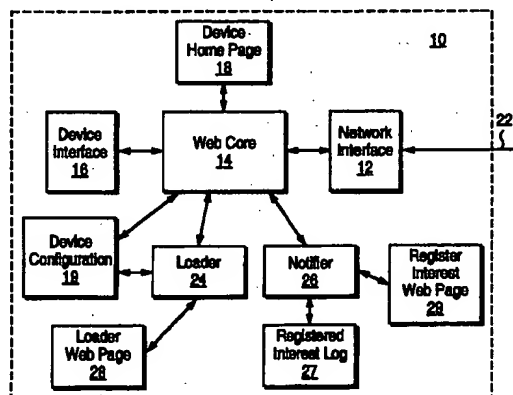 Device
Home Page
18
10
Device
Interface
16
Web Core
14
Network
Interface
12
22
Device
Configuration
19
Loader
24
Notifier
26
Register
Interest
Web Page
29
Loader
Web Page
28
Registered
Interest Log
27